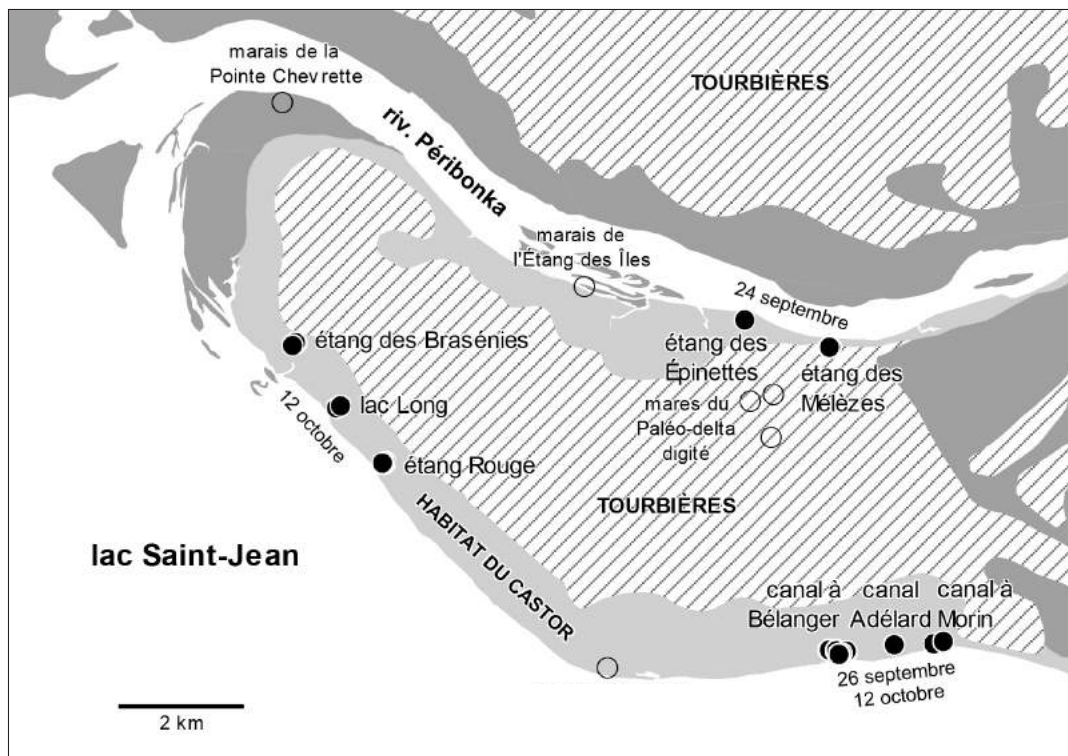 marais de la
Pointe Chevrette
TOURBIÈRES
riv. Péribonka
marais de
l'Étang des Îles
24 septembre
étang des
Épinettes
étang des
Mélèzes
mares du
Paléo-delta
digité
étang des Brasénies
lac Long
12 octobre
étang Rouge
TOURBIÈRES
HABITAT DU CASTOR
lac Saint-Jean
canal à
Bélanger
canal
Adélard
canal à
Morin
26 septembre
12 octobre
2 km